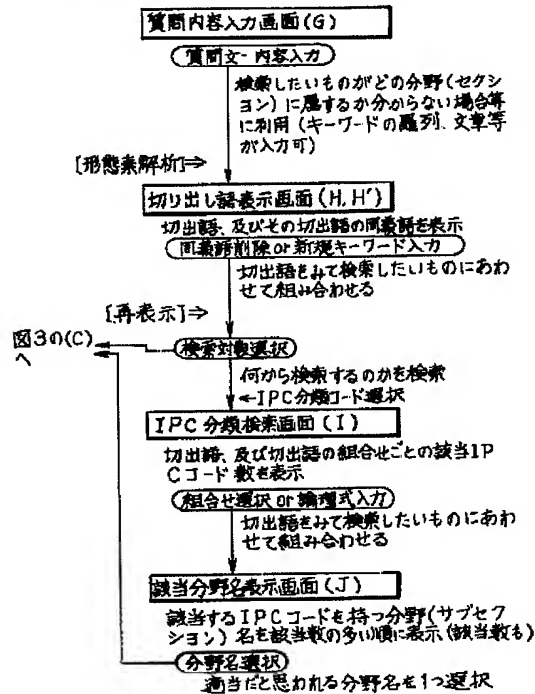 質問内容入力画面(G)
質問文・内容入力
検索したいものがどの分野(セクシ
ョン)に属するか分からない場合等
に利用(キーワードの羅列、文章等
が入力可)
[形態素解析]⇒
切り出し語表示画面(H,H')
切出語、及びその切出語の同義語を表示
同義語削除or新規キーワード入力
切出語をみて検索したいものにあわ
せて組み合わせる
[再表示]⇒
図3の(C)
へ
検索対象選択
何から検索するのかを検索
←IPC分類コード選択
IPC分類検索画面(I)
切出語、及び切出語の組合せごとの該当IP
Cコード数を表示
組合せ選択or論理式入力
切出語をみて検索したいものにあわ
せて組み合わせる
該当分野名表示画面(J)
該当するIPCコードを持つ分野(サブセク
ション)名を該当数の多い順に表示(該当数も)
分野名選択
適当だと思われる分野名を1つ選択